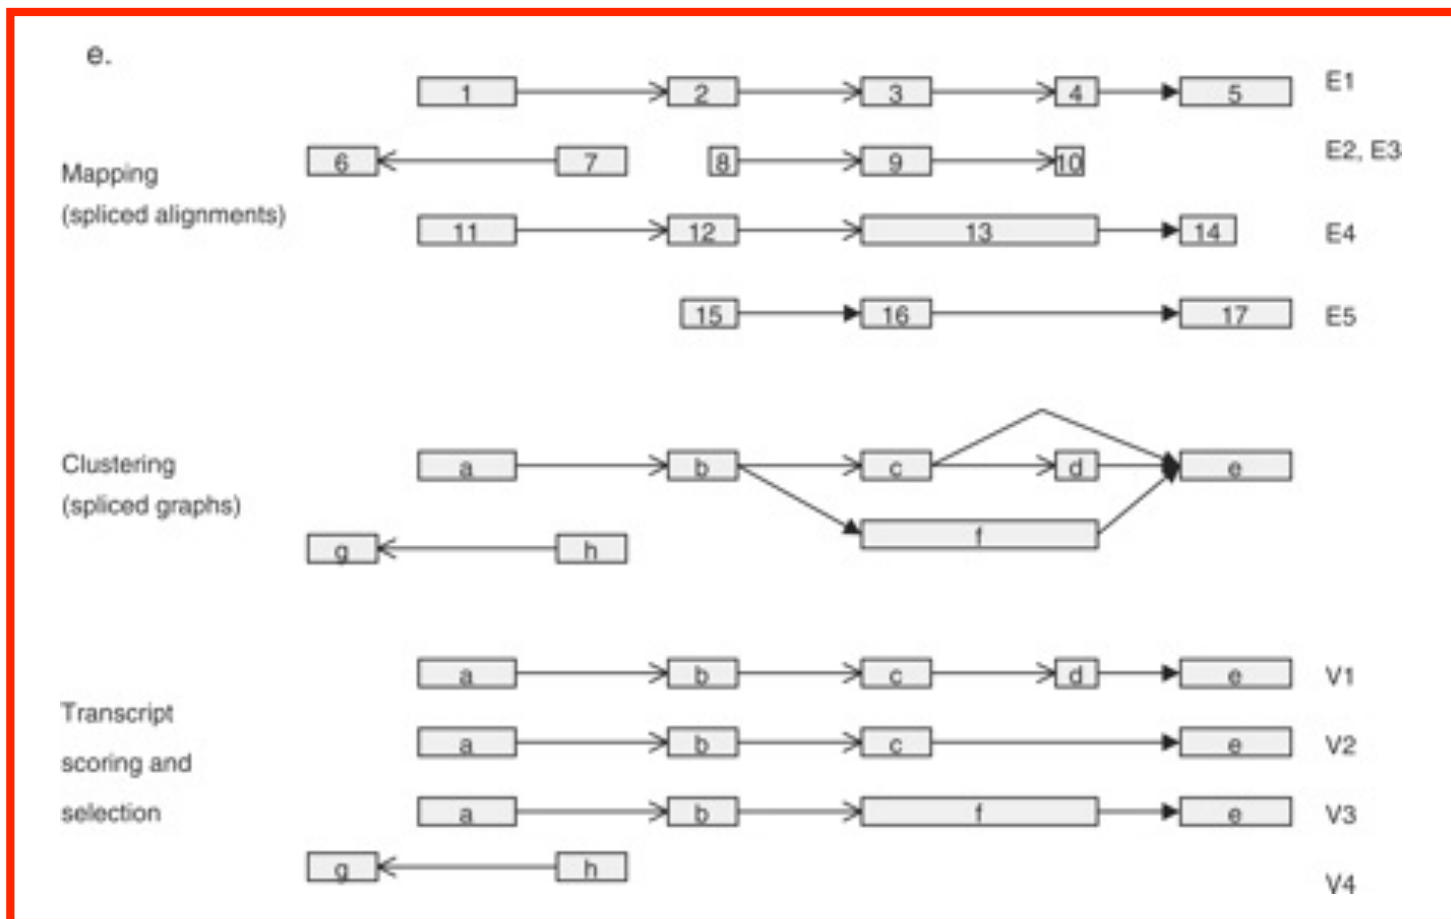 e.
1 2 3 4 5 E1
6 7 8 9 10 E2, E3
Mapping
(spliced alignments)
11 12 13 14 E4
15 16 17 E5
Clustering
(spliced graphs)
a b c d e
f
g h
a b c d e V1
Transcript
scoring and
selection
a b c e V2
a b f e V3
g h V4